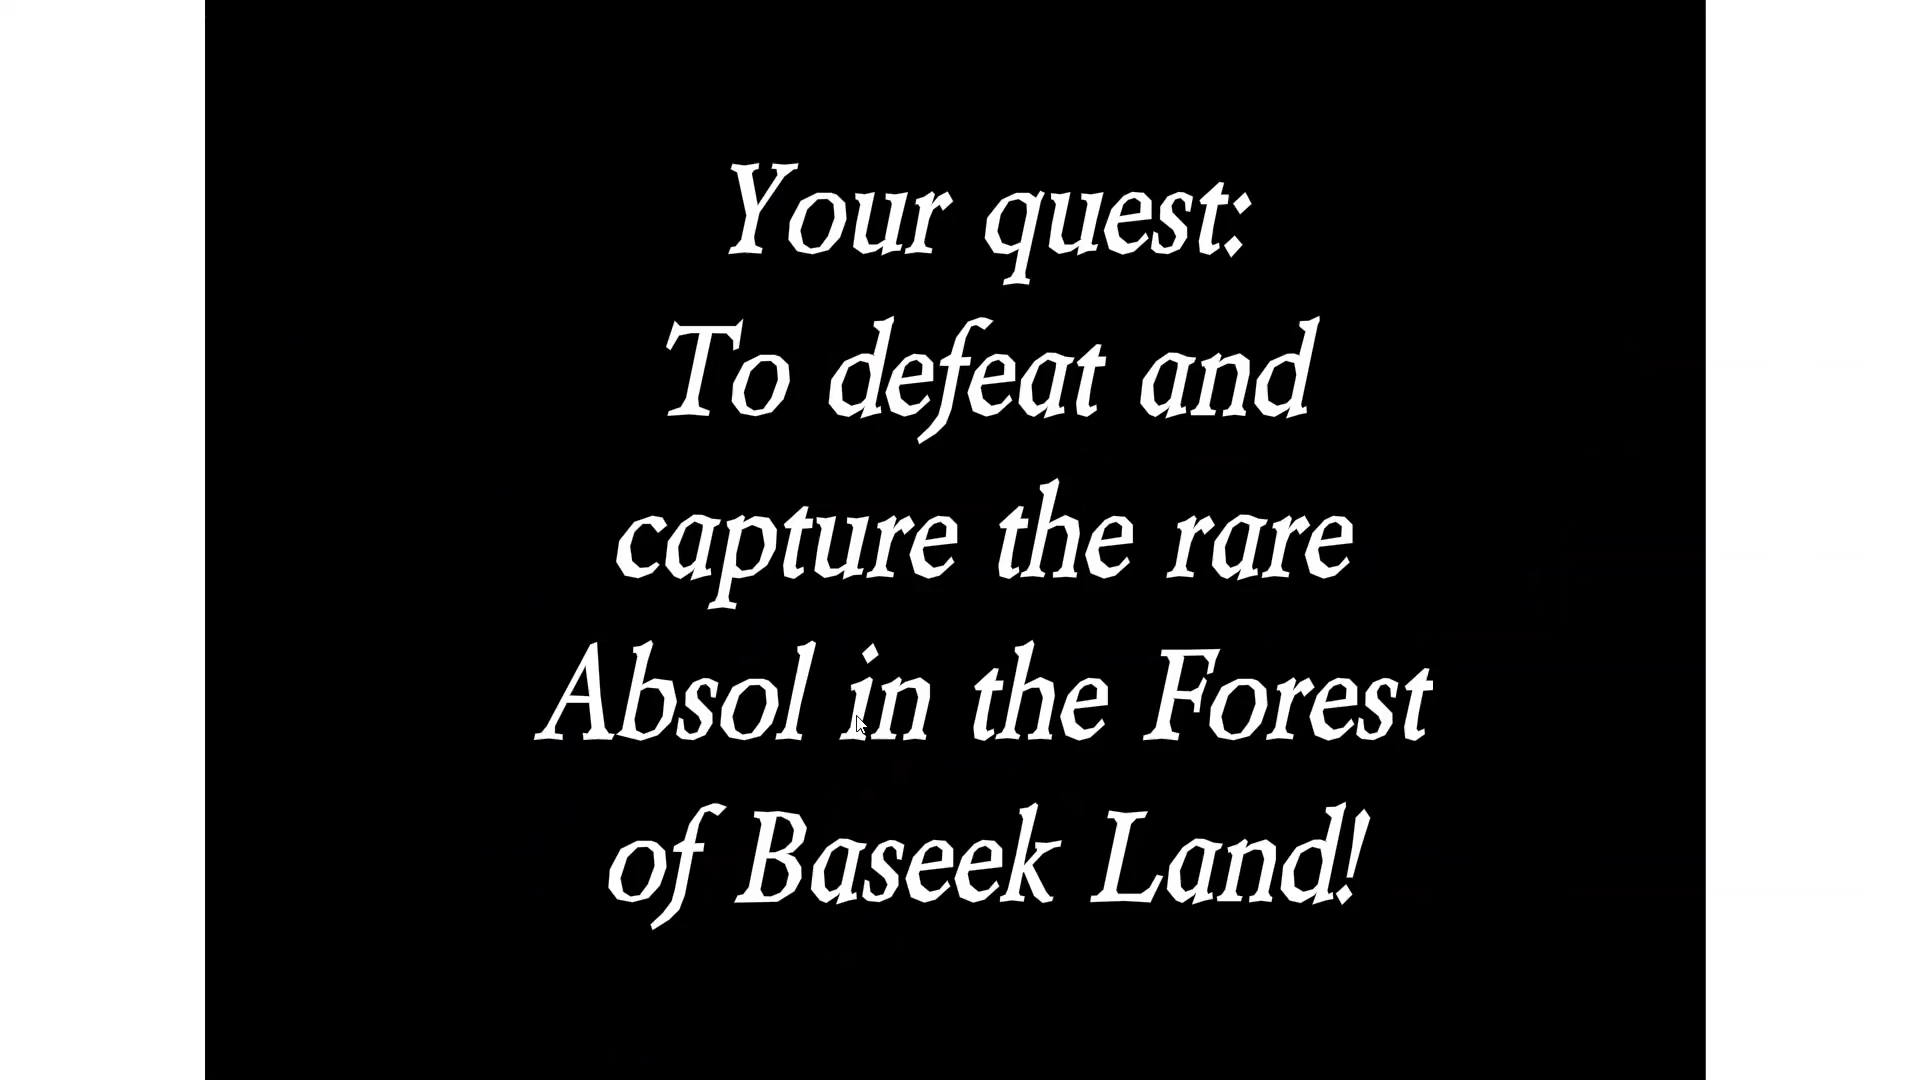 Your quest:
To defeat and
capture the rare
Absol in the Forest
of Baseek Land!